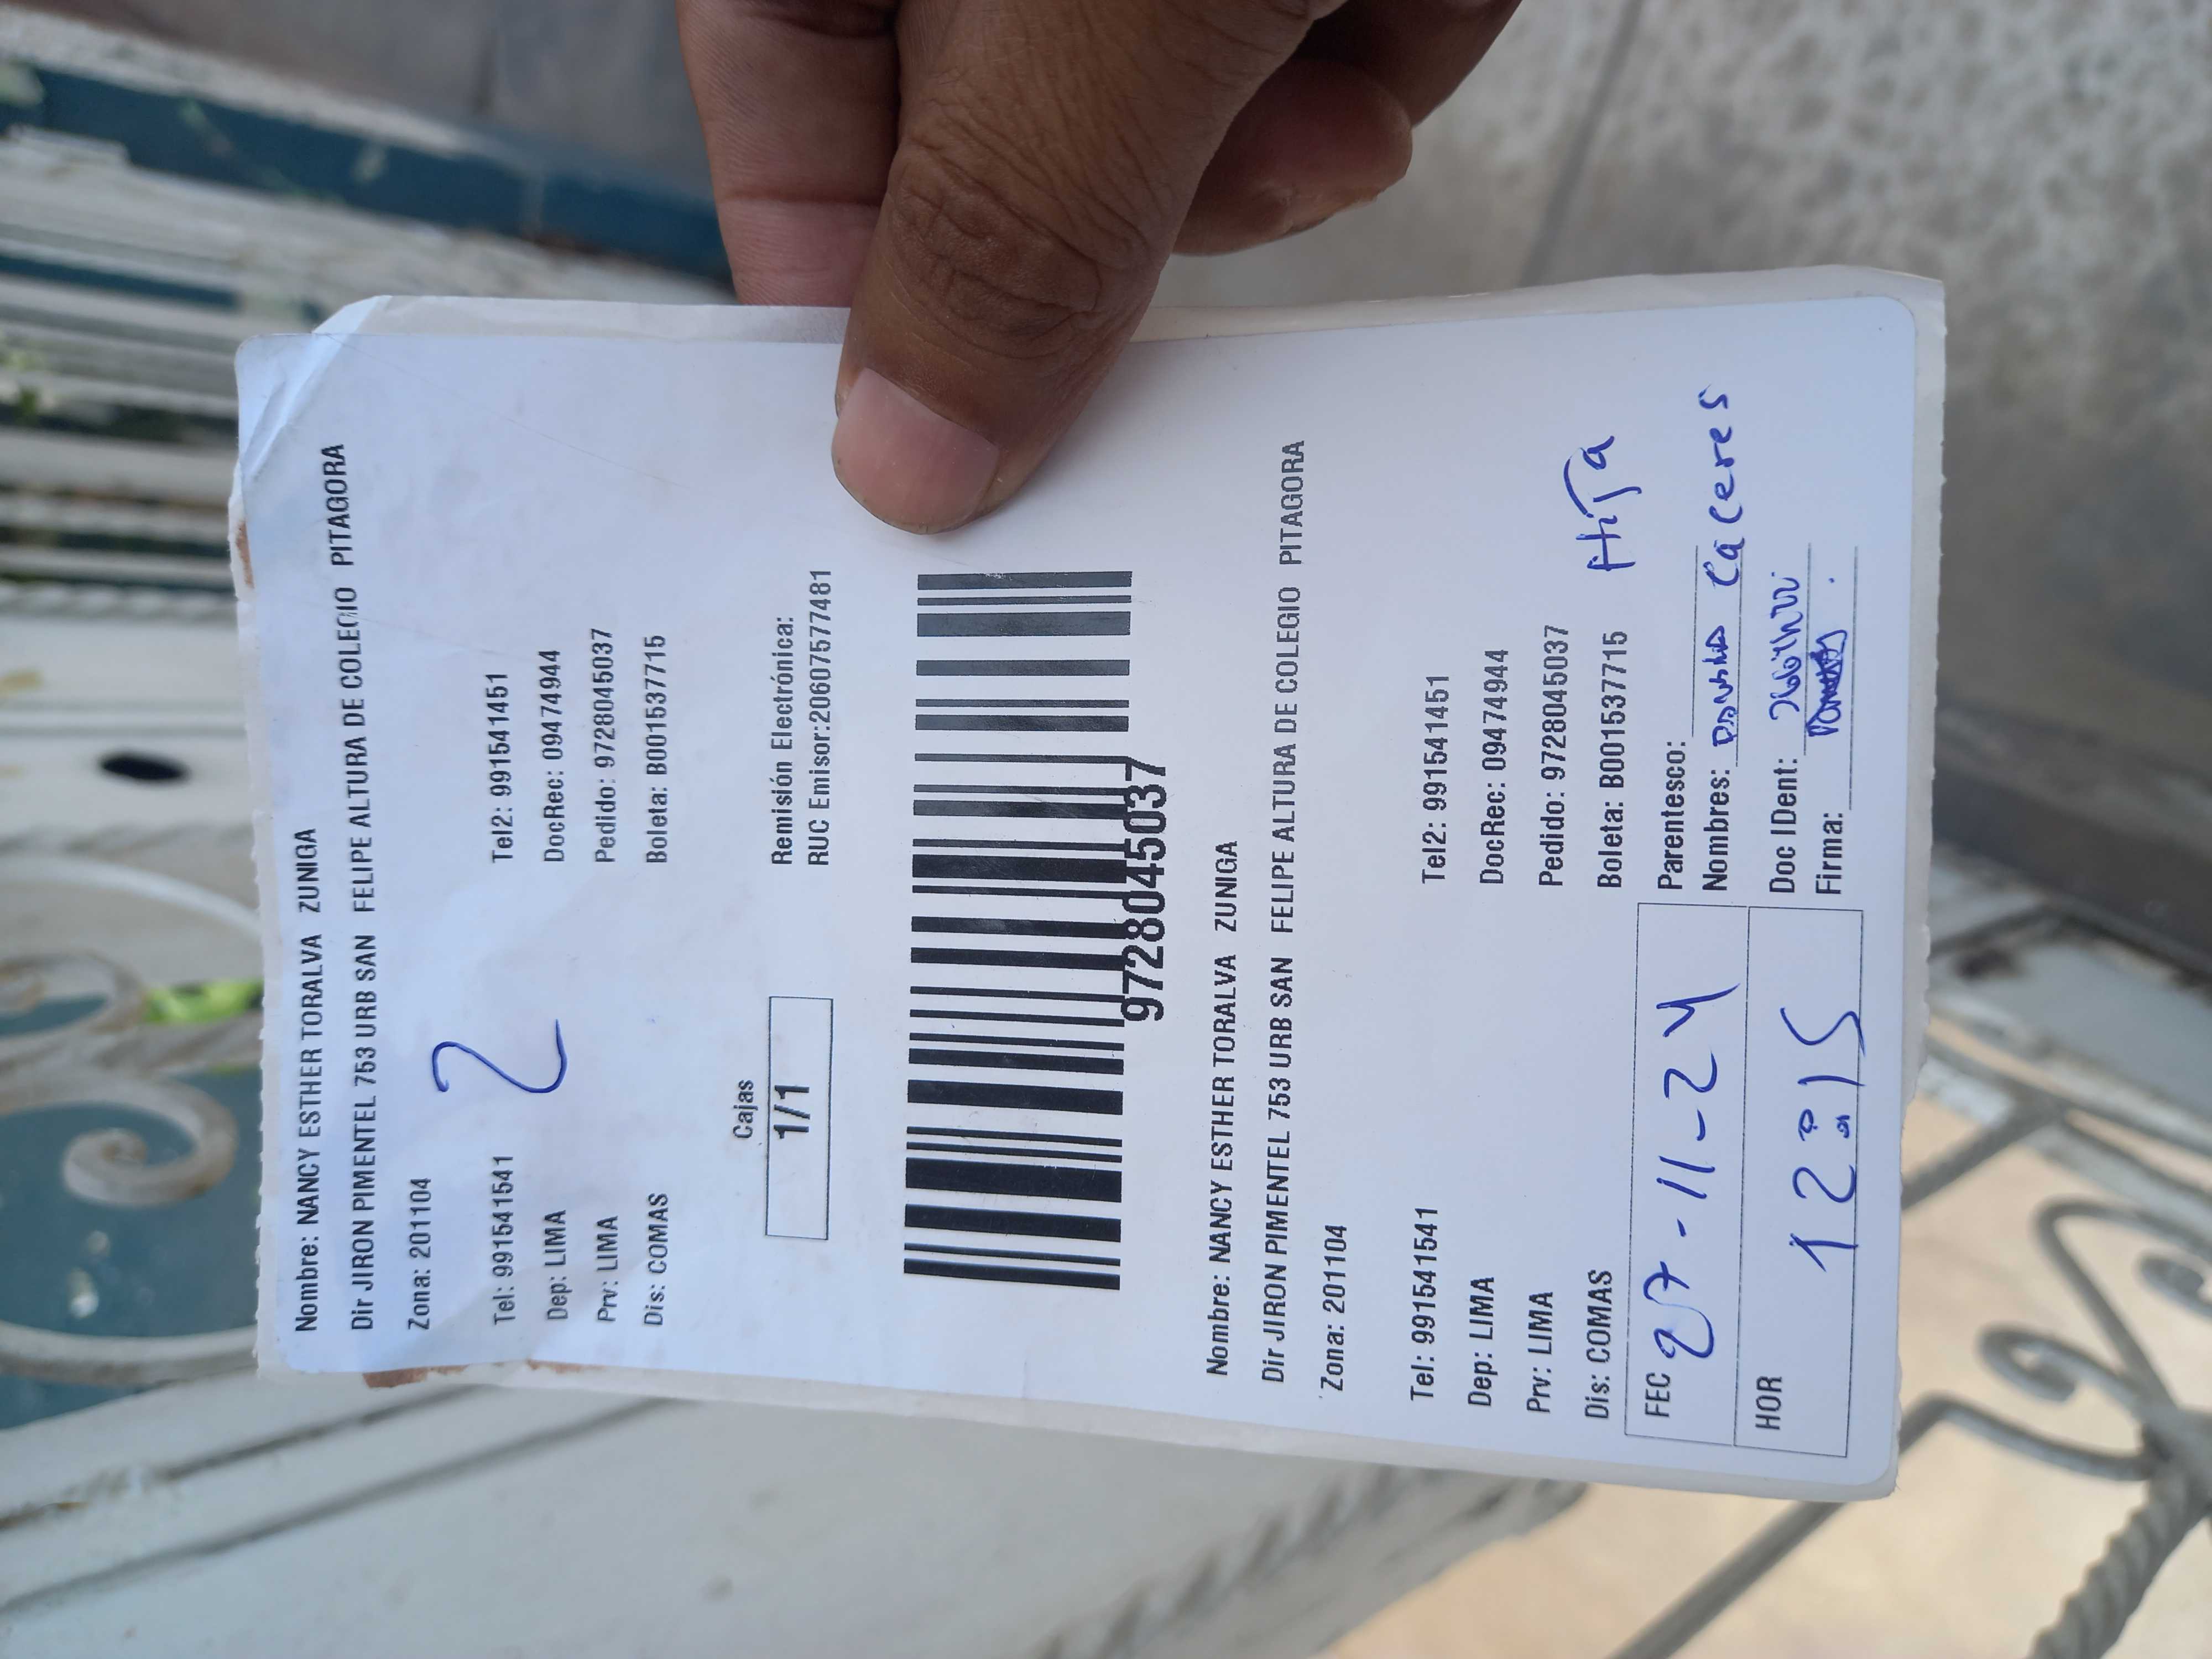 Nombre: NANCY ESTHER TORALVA ZUNIGA
Dir JIRON PIMENTEL 753 URB SAN FELIPE ALTURA DE COLEGIO PITAGORA
Zona: 201104
2
Tel: 991541541 Tel2: 991541451
Dep: LIMA DocRec: 09474944
Prv: LIMA Pedido: 9728045037
Dis: COMAS Boleta: B001537715
Cajas
1/1
Remisión Electrónica:
RUC Emisor:20607577481
9728045037
Nombre: NANCY ESTHER TORALVA ZUNIGA
Dir JIRON PIMENTEL 753 URB SAN FELIPE ALTURA DE COLEGIO PITAGORA
Zona: 201104
Tel: 991541541 Tel2: 991541451
Dep: LIMA DocRec: 09474944
Prv: LIMA Pedido: 9728045037
Dis: COMAS Boleta: B001537715
FEC 27-11-24
Parentesco: HiJa
Nombres: Caceres
HOR 12:15
Doc IDent:
Firma: